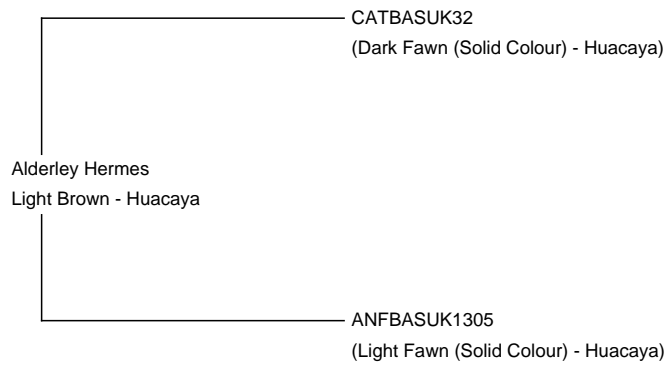 CATBASUK32
(Dark Fawn (Solid Colour) - Huacaya)
Alderley Hermes
Light Brown - Huacaya
ANFBASUK1305
(Light Fawn (Solid Colour) - Huacaya)